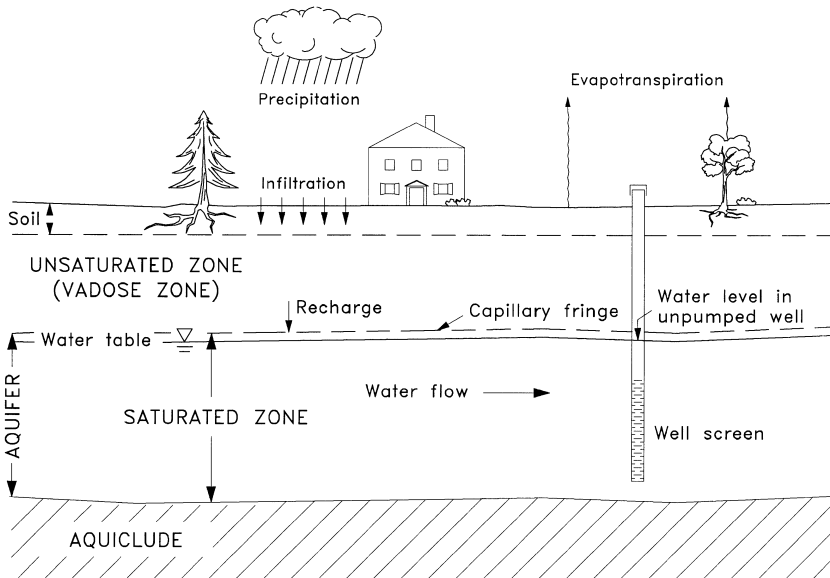 Precipitation
Evapotranspiration
Infiltration
Soil
UNSATURATED ZONE
(VADOSE ZONE)
Recharge
Capillary fringe
Water level in
unpumped well
Water table
AQUIFER
Water flow
SATURATED ZONE
Well screen
AQUICLUDE